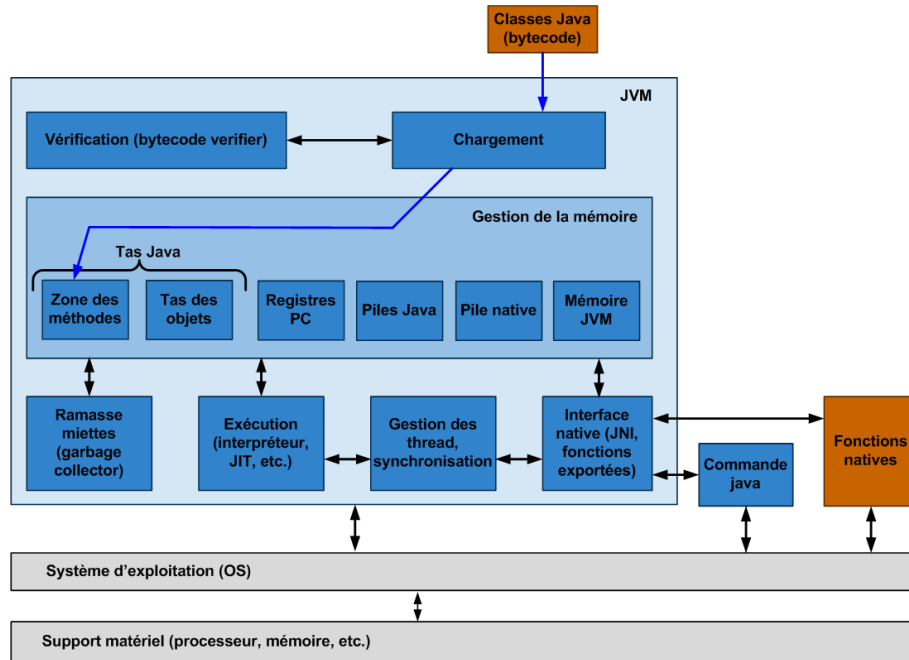 Classes Java
(bytecode)
JVM
Vérification (bytecode verifier)
Chargement
Gestion de la mémoire
Tas Java
Zone des
méthodes
Tas des
objets
Registres
PC
Piles Java
Pile native
Mémoire
JVM
Ramasse
miettes
(garbage
collector)
Exécution
(interpréteur,
JIT, etc.)
Gestion des
thread,
synchronisation
Interface
native (JNI,
fonctions
exportées)
Commande
java
Fonctions
natives
Système d'exploitation (OS)
Support matériel (processeur, mémoire, etc.)